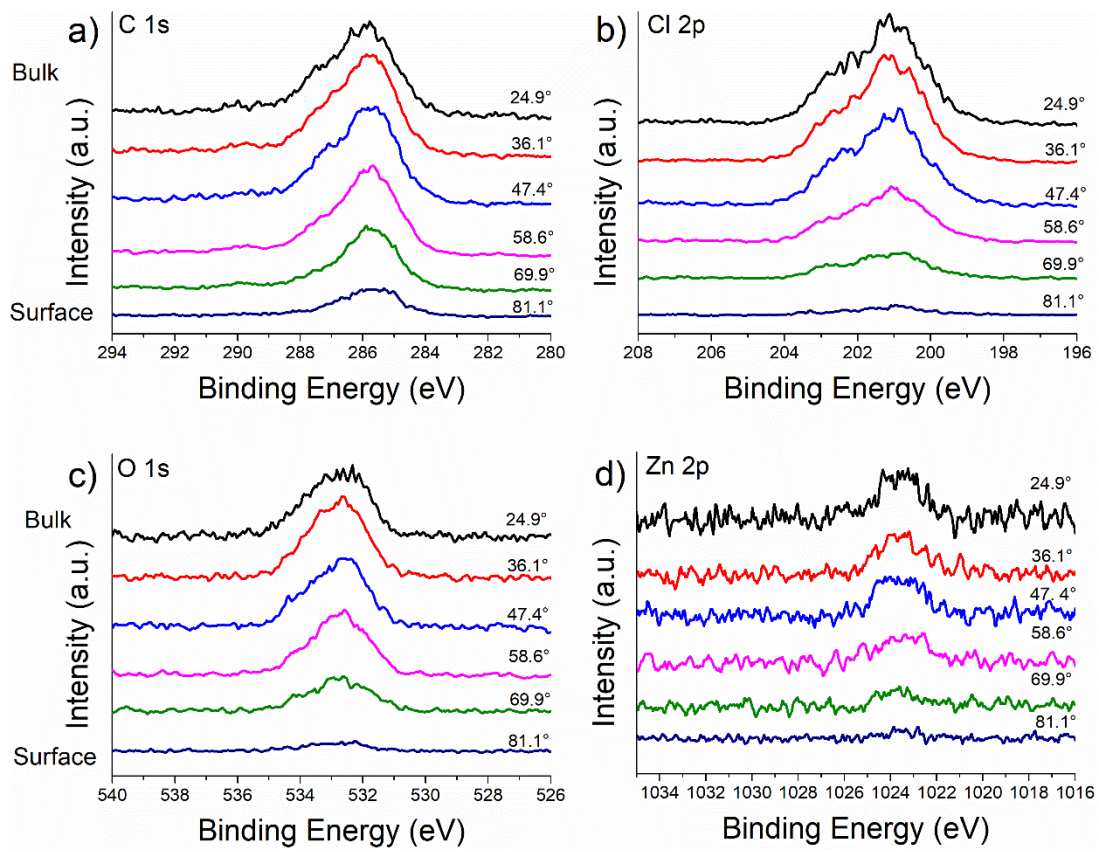 a) C 1s
Bulk
24.9°
36.1°
47.4°
58.6°
69.9°
81.1°
Surface
Intensity (a.u.)
294 292 290 288 286 284 282 280
Binding Energy (eV)
b) Cl 2p
24.9°
36.1°
47.4°
58.6°
69.9°
81.1°
Intensity (a.u.)
208 206 204 202 200 198 196
Binding Energy (eV)
c) O 1s
Bulk
24.9°
36.1°
47.4°
58.6°
69.9°
81.1°
Surface
Intensity (a.u.)
540 538 536 534 532 530 528 526
Binding Energy (eV)
d) Zn 2p
24.9°
36.1°
47.4°
58.6°
69.9°
81.1°
Intensity (a.u.)
1034 1032 1030 1028 1026 1024 1022 1020 1018 1016
Binding Energy (eV)